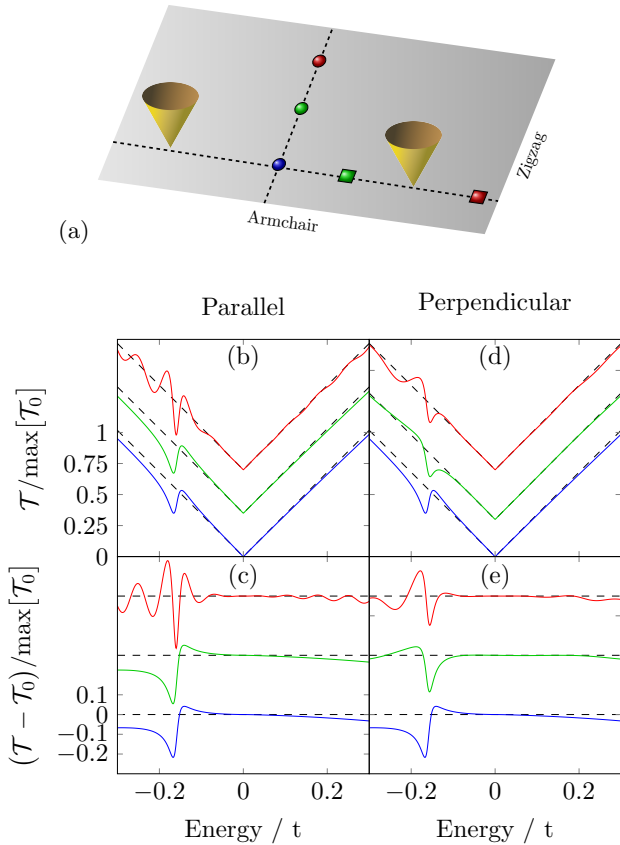 Zigzag
Armchair
(a)
Parallel
Perpendicular
(b)
(d)
𝒯/max[𝒯₀]
1
0.75
0.5
0.25
0
(c)
(e)
(𝒯 − 𝒯₀)/max[𝒯₀]
0.1
0
−0.1
−0.2
−0.2 0 0.2
−0.2 0 0.2
Energy / t
Energy / t